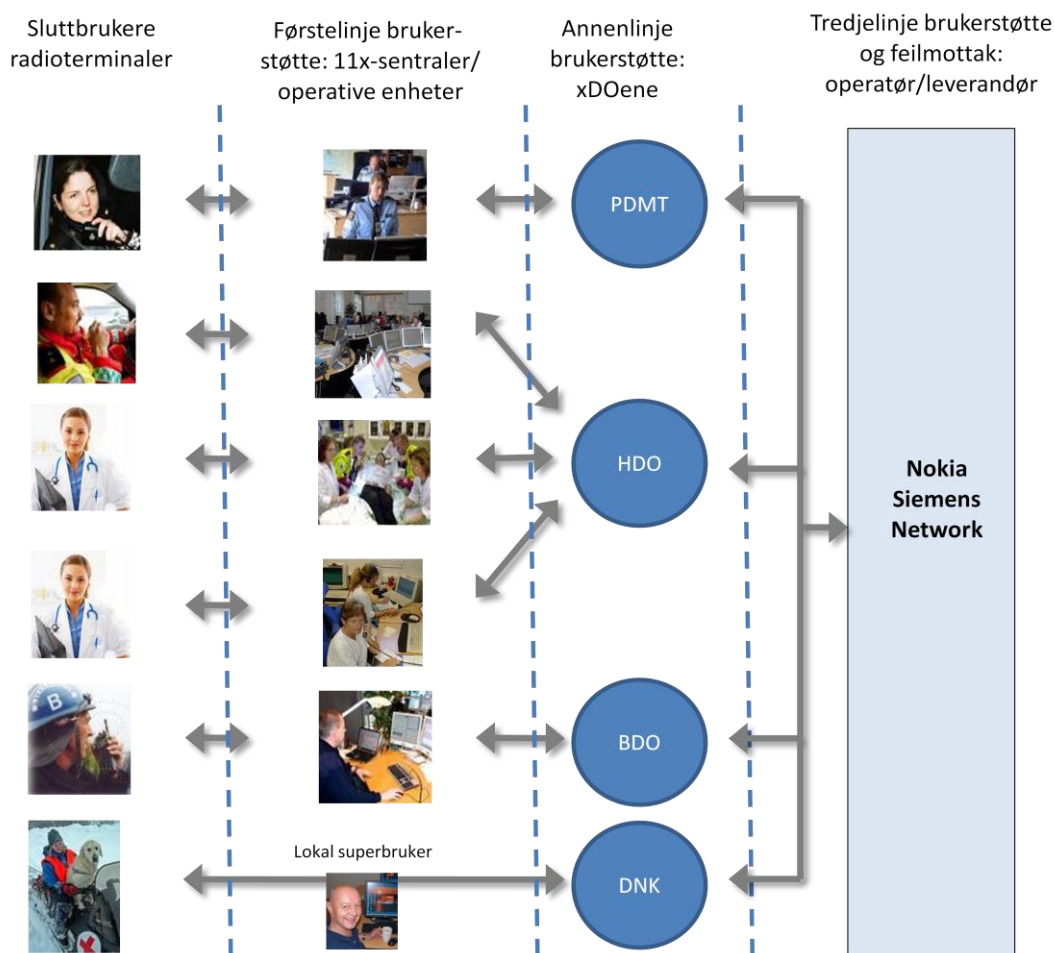 Sluttbrukere
radioterminaler
Førstelinje bruker-
støtte: 11x-sentraler/
operative enheter
Annenlinje
brukerstøtte:
xDOene
Tredjelinje brukerstøtte
og feilmottak:
operatør/leverandør
PDMT
HDO
Nokia
Siemens
Network
B
BDO
Lokal superbruker
DNK